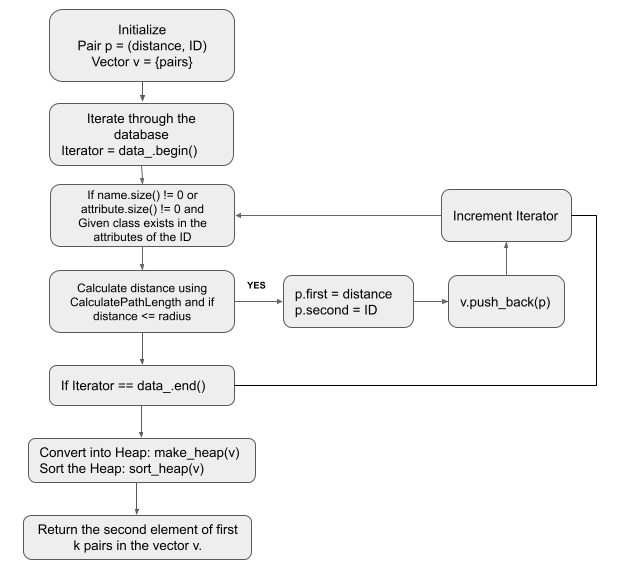 Initialize
Pair p = (distance, ID)
Vector v = {pairs}
Iterate through the
database
Iterator = data_.begin()
If name.size() != 0 or
attribute.size() != 0 and
Given class exists in the
attributes of the ID
Increment Iterator
Calculate distance using
CalculatePathLength and if
distance <= radius
YES
p.first = distance
p.second = ID
v.push_back(p)
If Iterator == data_.end()
Convert into Heap: make_heap(v)
Sort the Heap: sort_heap(v)
Return the second element of first
k pairs in the vector v.